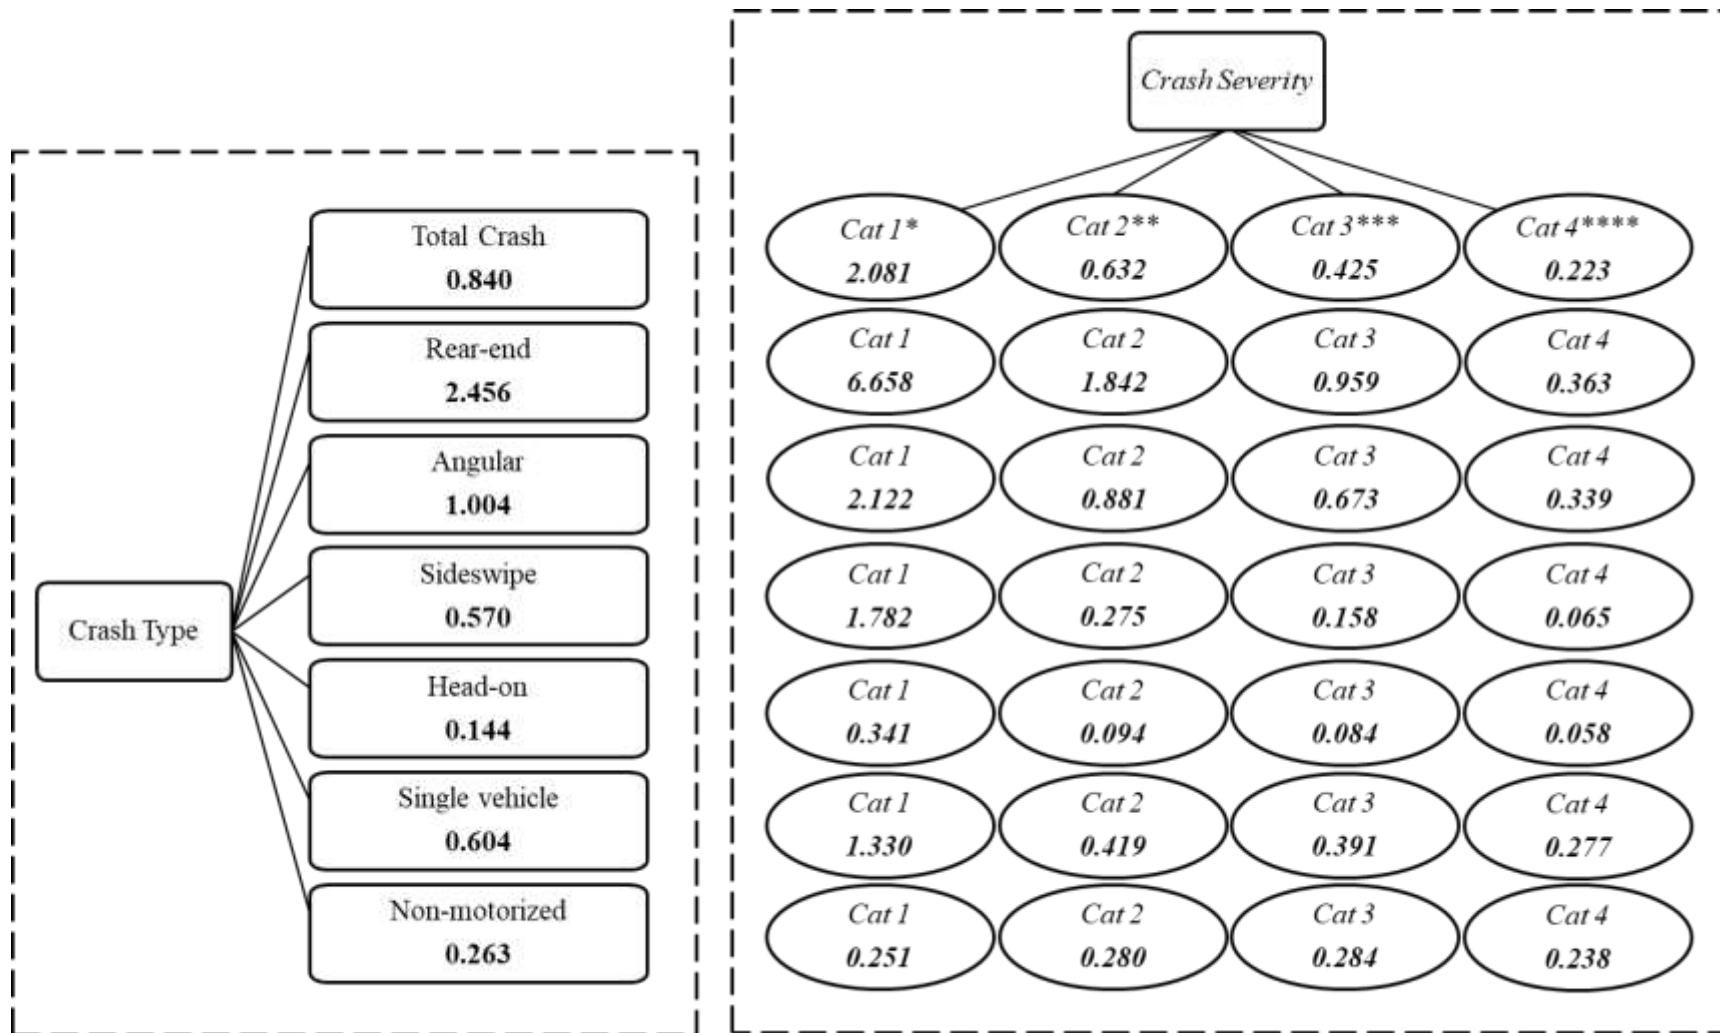 Crash Severity
Crash Type
Total Crash
0.840
Rear-end
2.456
Angular
1.004
Sideswipe
0.570
Head-on
0.144
Single vehicle
0.604
Non-motorized
0.263
Cat 1* Cat 2** Cat 3*** Cat 4****
2.081 0.632 0.425 0.223
Cat 1 Cat 2 Cat 3 Cat 4
6.658 1.842 0.959 0.363
Cat 1 Cat 2 Cat 3 Cat 4
2.122 0.881 0.673 0.339
Cat 1 Cat 2 Cat 3 Cat 4
1.782 0.275 0.158 0.065
Cat 1 Cat 2 Cat 3 Cat 4
0.341 0.094 0.084 0.058
Cat 1 Cat 2 Cat 3 Cat 4
1.330 0.419 0.391 0.277
Cat 1 Cat 2 Cat 3 Cat 4
0.251 0.280 0.284 0.238